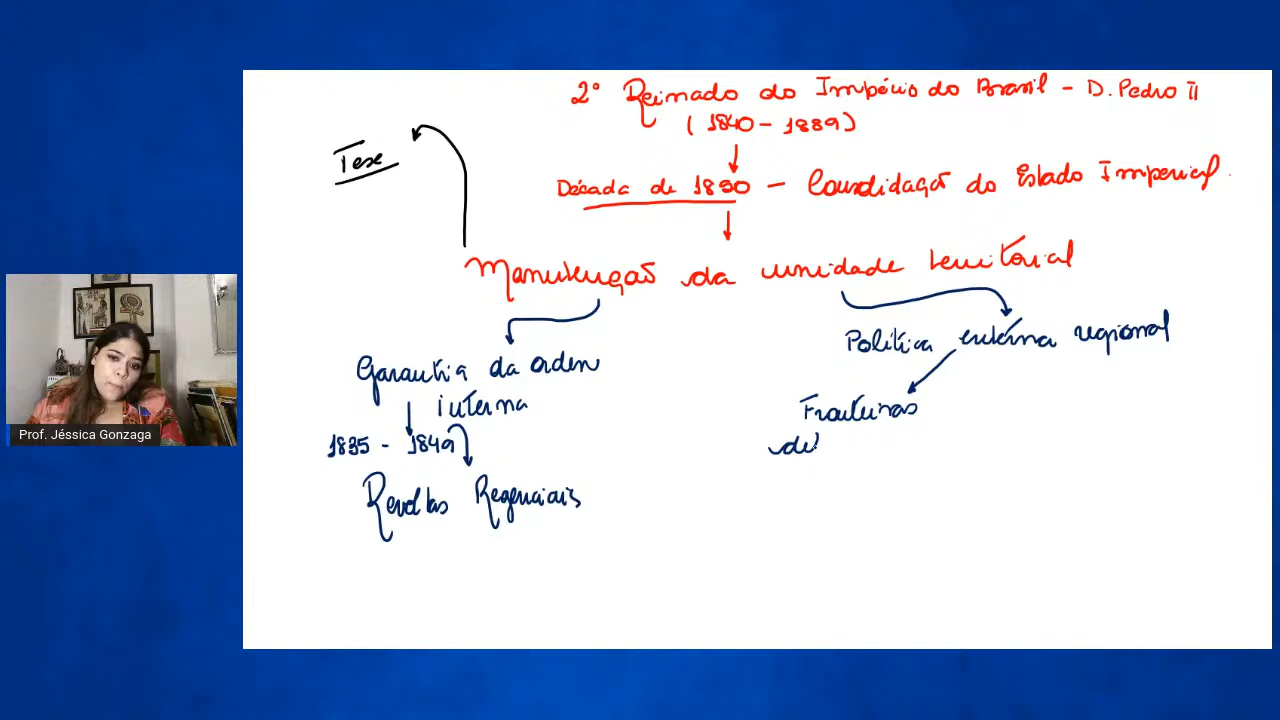 2º Reinado do Império do Brasil - D. Pedro II
(1840 - 1889)
Tese
Década de 1850 - Consolidação do Estado Imperial.
Manutenção da unidade territorial
Garantia da ordem
interna
1835 - 1849
Revoltas Regenciais
Política externa regional
Fronteiras
de
Prof. Jéssica Gonzaga